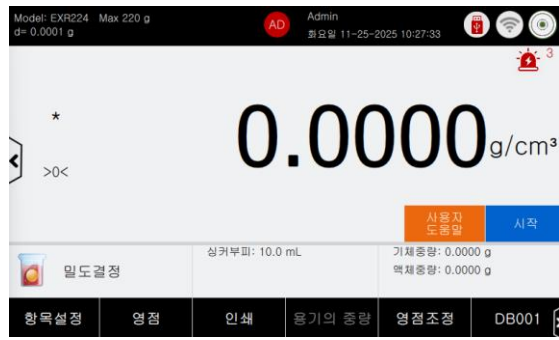 Model: EXR224 Max 220 g
d= 0.0001 g
AD
Admin
화요일 11-25-2025 10:27:33
3
*
0.0000 g/cm³
>0<
사용자
도움말
시작
밀도결정
싱커부피: 10.0 mL
기체중량: 0.0000 g
액체중량: 0.0000 g
항목설정 영점 인쇄 용기의 중량 영점조정 DB001